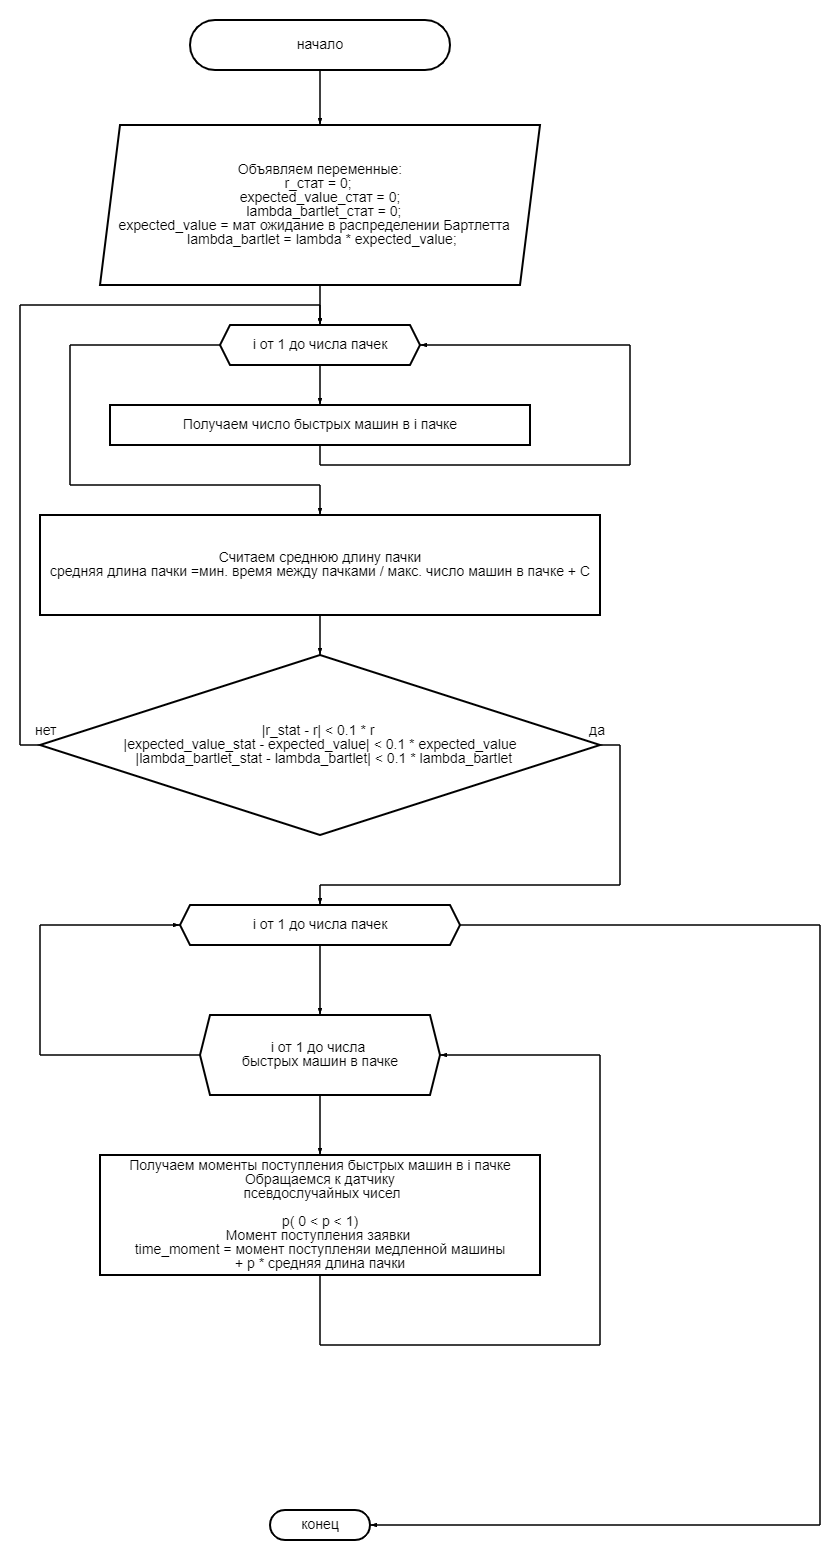 начало
Объявляем переменные:
r_стат = 0;
expected_value_стат = 0;
lambda_bartlet_стат = 0;
expected_value = мат ожидание в распределении Бартлетта
lambda_bartlet = lambda * expected_value;
i от 1 до числа пачек
Получаем число быстрых машин в i пачке
Считаем среднюю длину пачки
средняя длина пачки =мин. время между пачками / макс. число машин в пачке + C
нет
да
|r_stat - r| < 0.1 * r
|expected_value_stat - expected_value| < 0.1 * expected_value
|lambda_bartlet_stat - lambda_bartlet| < 0.1 * lambda_bartlet
i от 1 до числа пачек
i от 1 до числа
быстрых машин в пачке
Получаем моменты поступления быстрых машин в i пачке
Обращаемся к датчику
псевдослучайных чисел
p( 0 < p < 1)
Момент поступления заявки
time_moment = момент поступленяи медленной машины
+ p * средняя длина пачки
конец